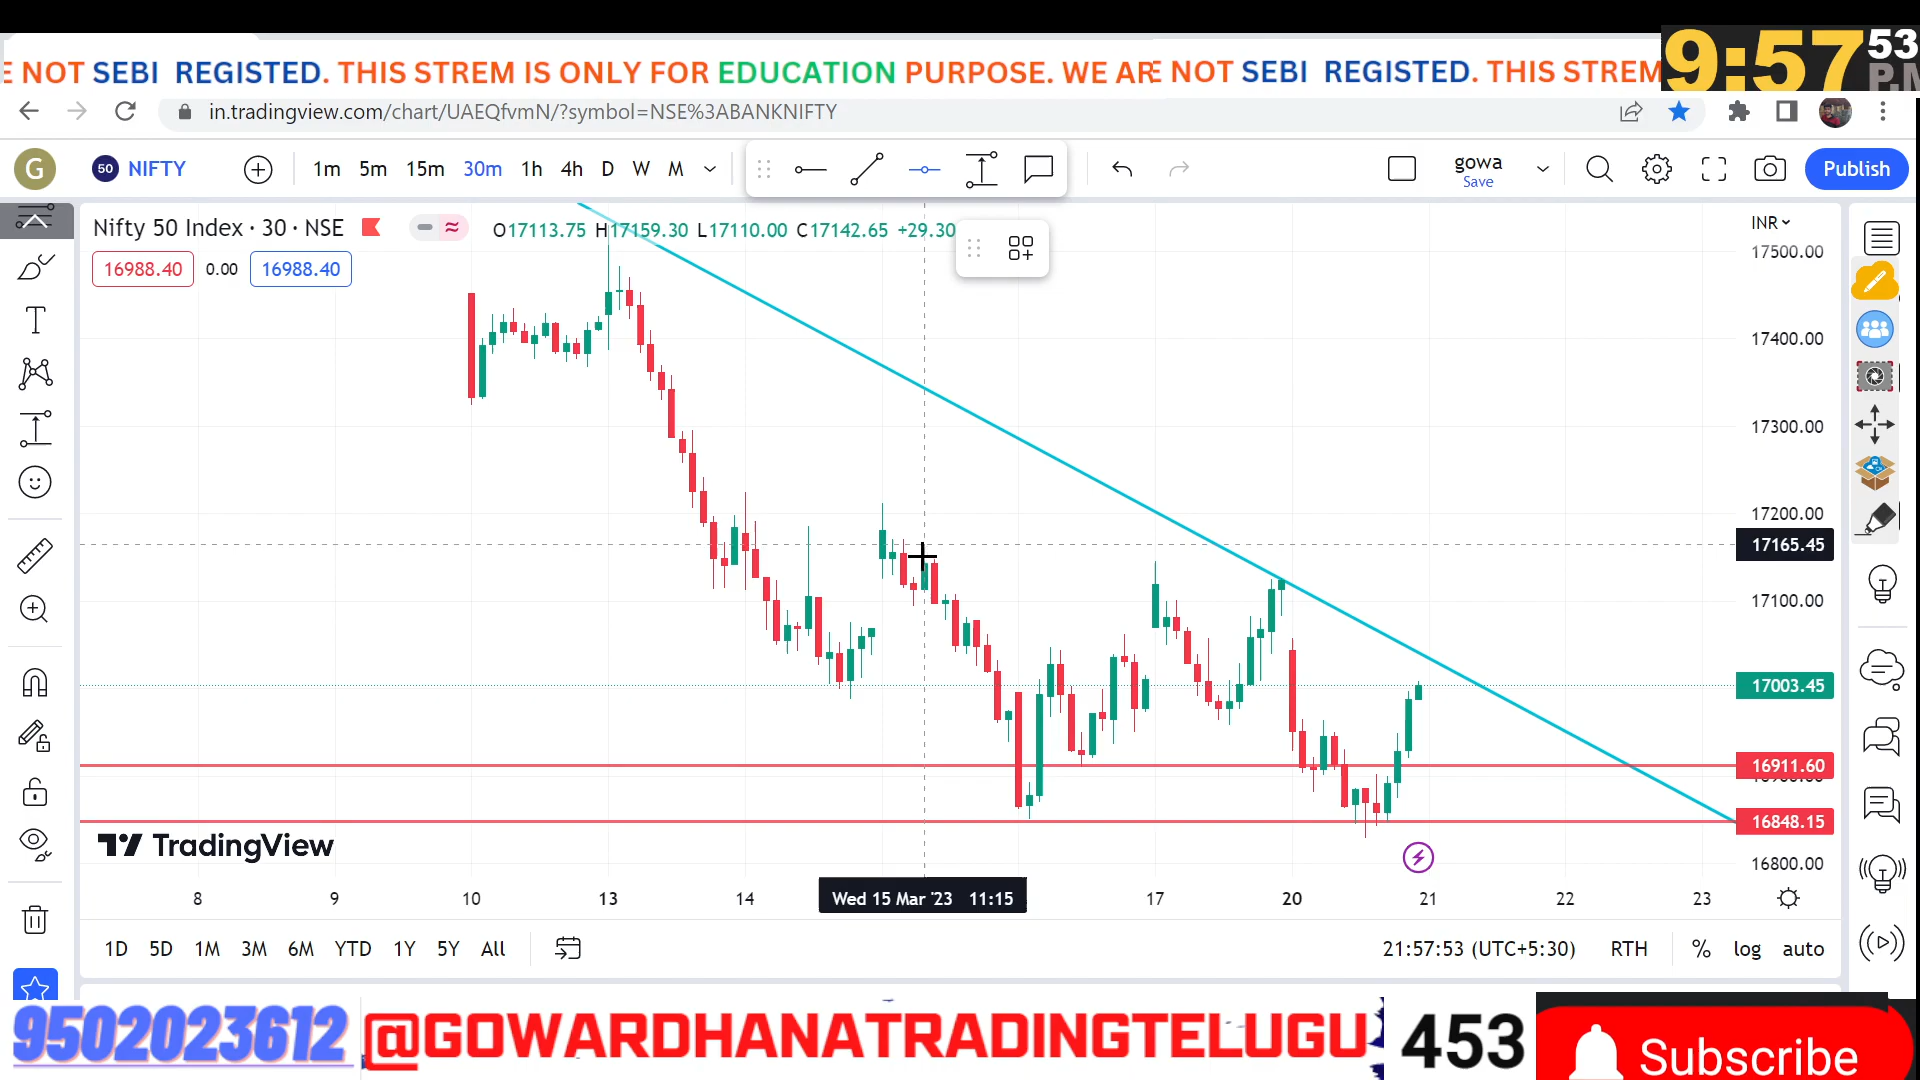 E NOT SEBI REGISTED. THIS STREM IS ONLY FOR EDUCATION PURPOSE. WE ARE NOT SEBI REGISTED. THIS STREM
9:57 53 P.M
in.tradingview.com/chart/UAEQfvmN/?symbol=NSE%3ABANKNIFTY
G 50 NIFTY 1m 5m 15m 30m 1h 4h D W M gowa Save Publish
Nifty 50 Index · 30 · NSE O17113.75 H17159.30 L17110.00 C17142.65 +29.30
INR
16988.40 0.00 16988.40
17500.00
17400.00
17300.00
17200.00
17165.45
17100.00
17003.45
16911.60
16848.15
16800.00
TradingView
8 9 10 13 14 Wed 15 Mar '23 11:15 17 20 21 22 23
1D 5D 1M 3M 6M YTD 1Y 5Y All 21:57:53 (UTC+5:30) RTH % log auto
9502023612 @GOWARDHANATRADINGTELUGU 453 Subscribe